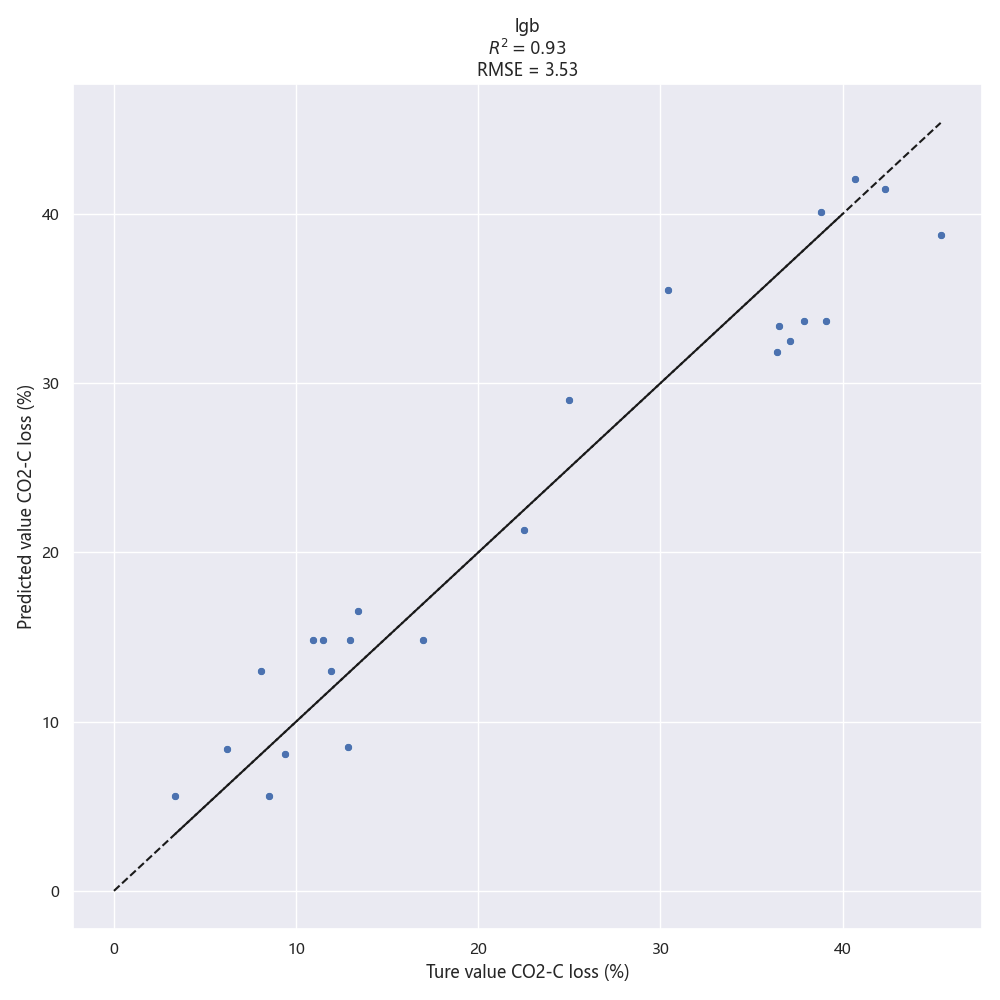 lgb
R² = 0.93
RMSE = 3.53
Predicted value CO2-C loss (%)
40
30
20
10
0
0 10 20 30 40
Ture value CO2-C loss (%)